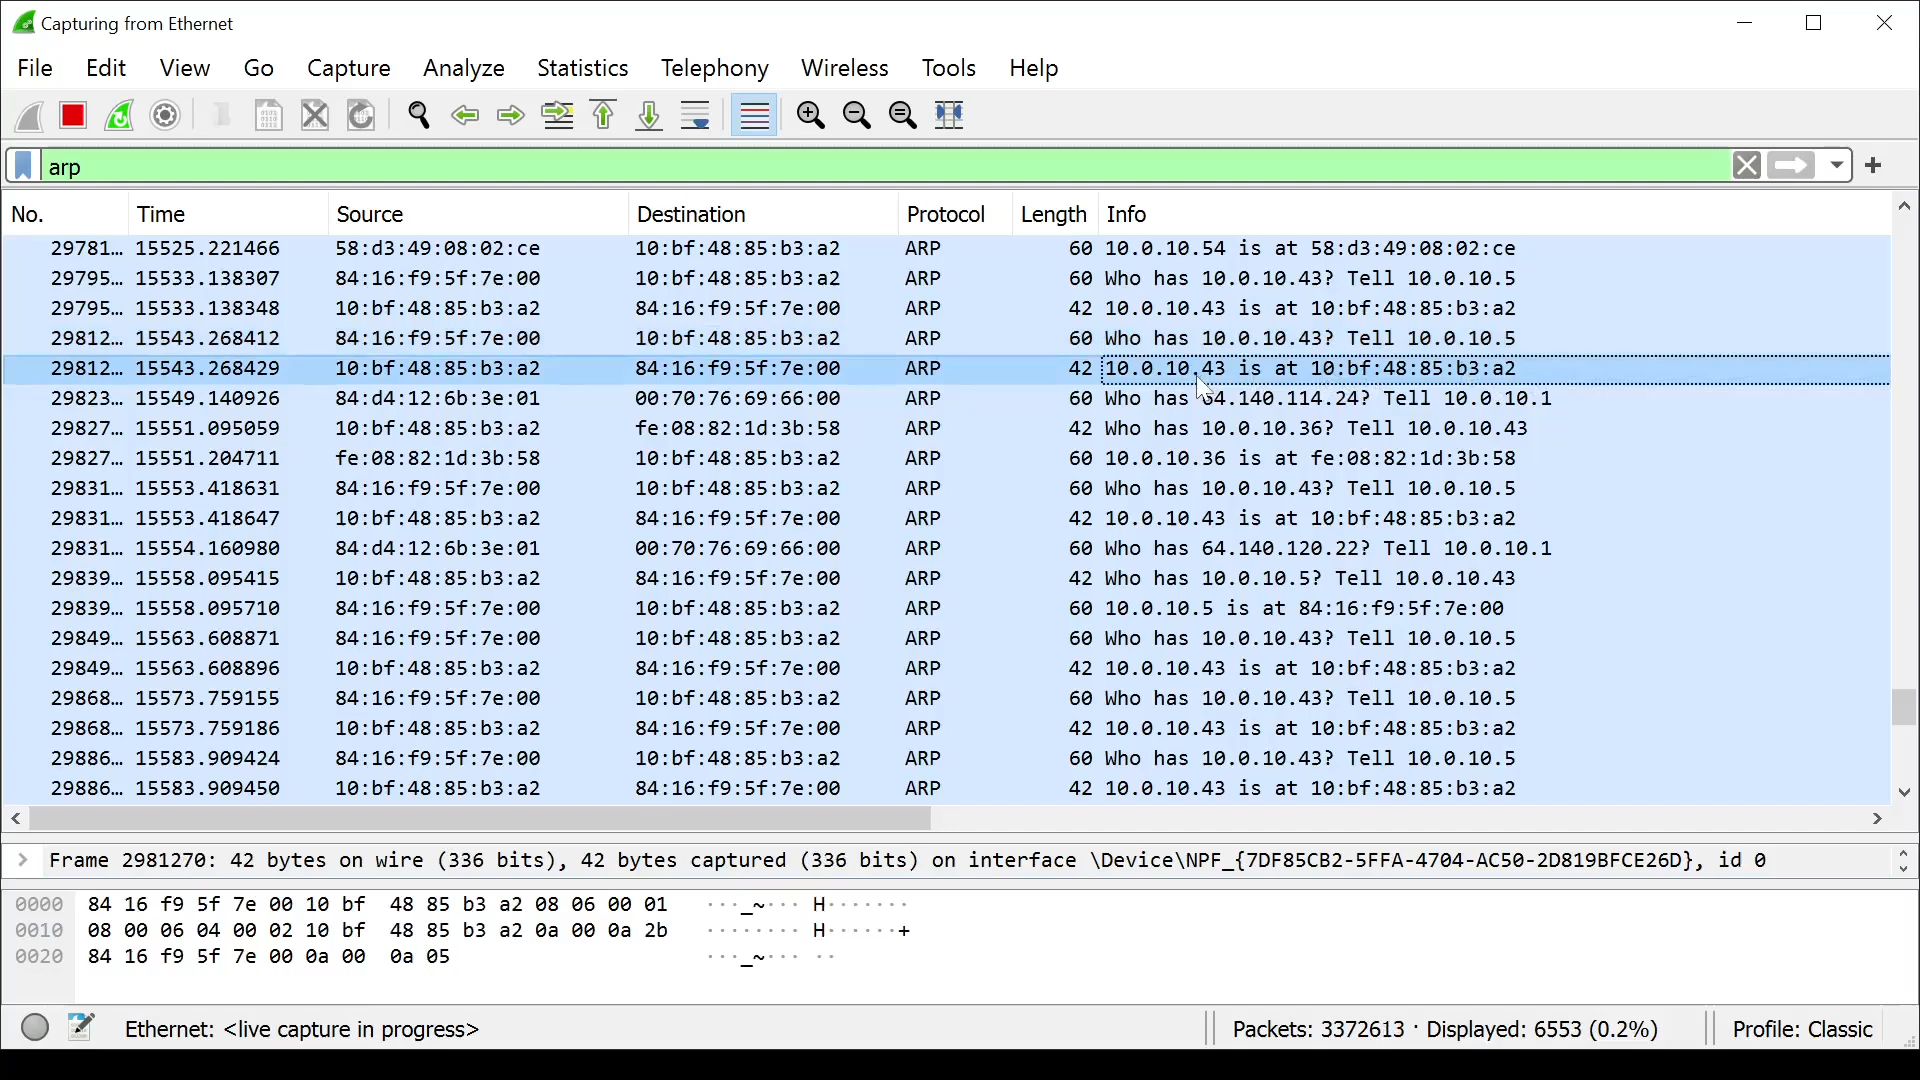 Capturing from Ethernet
File Edit View Go Capture Analyze Statistics Telephony Wireless Tools Help
arp
No. Time Source Destination Protocol Length Info
29781… 15525.221466 58:d3:49:08:02:ce 10:bf:48:85:b3:a2 ARP 60 10.0.10.54 is at 58:d3:49:08:02:ce
29795… 15533.138307 84:16:f9:5f:7e:00 10:bf:48:85:b3:a2 ARP 60 Who has 10.0.10.43? Tell 10.0.10.5
29795… 15533.138348 10:bf:48:85:b3:a2 84:16:f9:5f:7e:00 ARP 42 10.0.10.43 is at 10:bf:48:85:b3:a2
29812… 15543.268412 84:16:f9:5f:7e:00 10:bf:48:85:b3:a2 ARP 60 Who has 10.0.10.43? Tell 10.0.10.5
29812… 15543.268429 10:bf:48:85:b3:a2 84:16:f9:5f:7e:00 ARP 42 10.0.10.43 is at 10:bf:48:85:b3:a2
29823… 15549.140926 84:d4:12:6b:3e:01 00:70:76:69:66:00 ARP 60 Who has 64.140.114.24? Tell 10.0.10.1
29827… 15551.095059 10:bf:48:85:b3:a2 fe:08:82:1d:3b:58 ARP 42 Who has 10.0.10.36? Tell 10.0.10.43
29827… 15551.204711 fe:08:82:1d:3b:58 10:bf:48:85:b3:a2 ARP 60 10.0.10.36 is at fe:08:82:1d:3b:58
29831… 15553.418631 84:16:f9:5f:7e:00 10:bf:48:85:b3:a2 ARP 60 Who has 10.0.10.43? Tell 10.0.10.5
29831… 15553.418647 10:bf:48:85:b3:a2 84:16:f9:5f:7e:00 ARP 42 10.0.10.43 is at 10:bf:48:85:b3:a2
29831… 15554.160980 84:d4:12:6b:3e:01 00:70:76:69:66:00 ARP 60 Who has 64.140.120.22? Tell 10.0.10.1
29839… 15558.095415 10:bf:48:85:b3:a2 84:16:f9:5f:7e:00 ARP 42 Who has 10.0.10.5? Tell 10.0.10.43
29839… 15558.095710 84:16:f9:5f:7e:00 10:bf:48:85:b3:a2 ARP 60 10.0.10.5 is at 84:16:f9:5f:7e:00
29849… 15563.608871 84:16:f9:5f:7e:00 10:bf:48:85:b3:a2 ARP 60 Who has 10.0.10.43? Tell 10.0.10.5
29849… 15563.608896 10:bf:48:85:b3:a2 84:16:f9:5f:7e:00 ARP 42 10.0.10.43 is at 10:bf:48:85:b3:a2
29868… 15573.759155 84:16:f9:5f:7e:00 10:bf:48:85:b3:a2 ARP 60 Who has 10.0.10.43? Tell 10.0.10.5
29868… 15573.759186 10:bf:48:85:b3:a2 84:16:f9:5f:7e:00 ARP 42 10.0.10.43 is at 10:bf:48:85:b3:a2
29886… 15583.909424 84:16:f9:5f:7e:00 10:bf:48:85:b3:a2 ARP 60 Who has 10.0.10.43? Tell 10.0.10.5
29886… 15583.909450 10:bf:48:85:b3:a2 84:16:f9:5f:7e:00 ARP 42 10.0.10.43 is at 10:bf:48:85:b3:a2
Frame 2981270: 42 bytes on wire (336 bits), 42 bytes captured (336 bits) on interface \Device\NPF_{7DF85CB2-5FFA-4704-AC50-2D819BFCE26D}, id 0
0000 84 16 f9 5f 7e 00 10 bf 48 85 b3 a2 08 06 00 01 ···_~··· H·······
0010 08 00 06 04 00 02 10 bf 48 85 b3 a2 0a 00 0a 2b ········ H······+
0020 84 16 f9 5f 7e 00 0a 00 0a 05 ···_~··· ··
Ethernet: <live capture in progress> Packets: 3372613 · Displayed: 6553 (0.2%) Profile: Classic